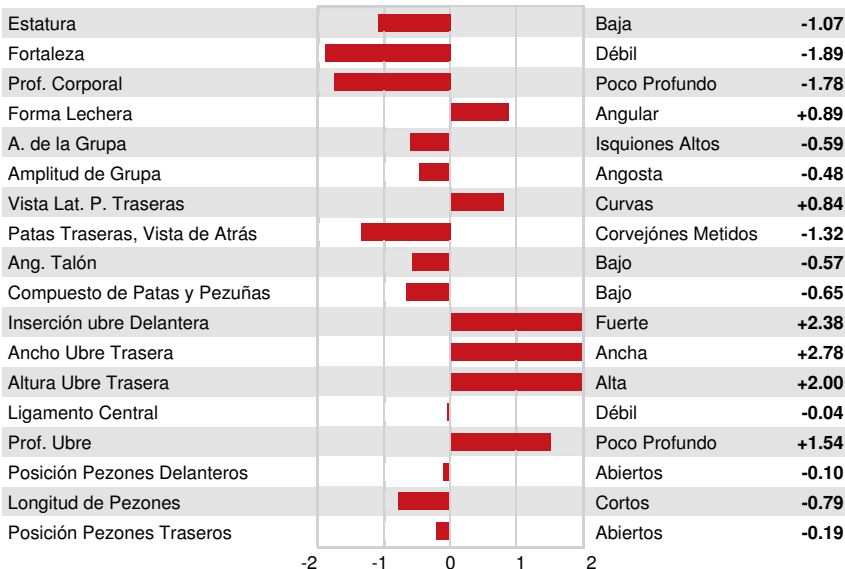 Estatura Baja -1.07
Fortaleza Débil -1.89
Prof. Corporal Poco Profundo -1.78
Forma Lechera Angular +0.89
A. de la Grupa Isquiones Altos -0.59
Amplitud de Grupa Angosta -0.48
Vista Lat. P. Traseras Curvas +0.84
Patas Traseras, Vista de Atrás Corvejónes Metidos -1.32
Ang. Talón Bajo -0.57
Compuesto de Patas y Pezuñas Bajo -0.65
Inserción ubre Delantera Fuerte +2.38
Ancho Ubre Trasera Ancha +2.78
Altura Ubre Trasera Alta +2.00
Ligamento Central Débil -0.04
Prof. Ubre Poco Profundo +1.54
Posición Pezones Delanteros Abiertos -0.10
Longitud de Pezones Cortos -0.79
Posición Pezones Traseros Abiertos -0.19
-2 -1 0 1 2